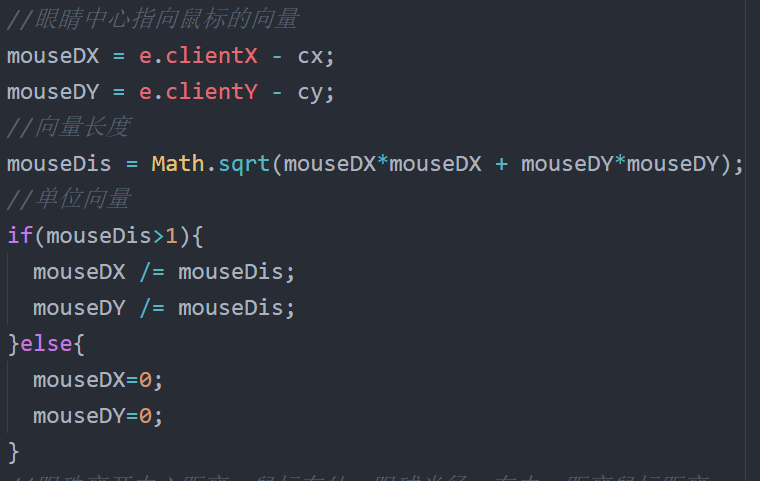 //眼睛中心指向鼠标的向量
mouseDX = e.clientX - cx;
mouseDY = e.clientY - cy;
//向量长度
mouseDis = Math.sqrt(mouseDX*mouseDX + mouseDY*mouseDY);
//单位向量
if(mouseDis>1){
  mouseDX /= mouseDis;
  mouseDY /= mouseDis;
}else{
  mouseDX=0;
  mouseDY=0;
}